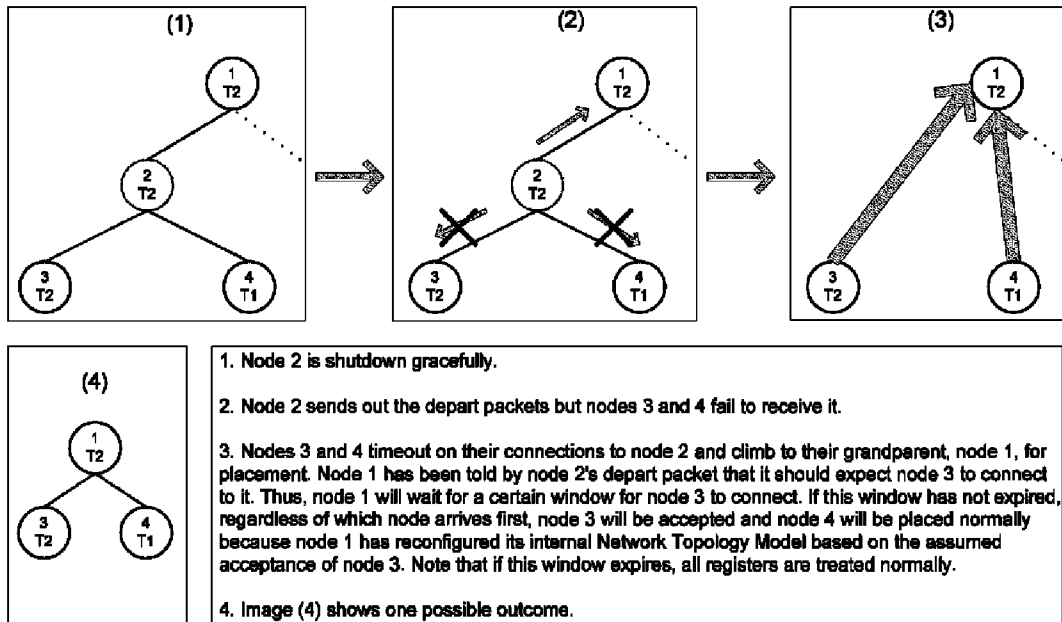 (1)
1
T2
2
T2
3
T2
4
T1
(2)
1
T2
2
T2
3
T2
4
T1
(3)
1
T2
3
T2
4
T1
(4)
1
T2
3
T2
4
T1
1. Node 2 is shutdown gracefully.
2. Node 2 sends out the depart packets but nodes 3 and 4 fail to receive it.
3. Nodes 3 and 4 timeout on their connections to node 2 and climb to their grandparent, node 1, for
placement. Node 1 has been told by node 2's depart packet that it should expect node 3 to connect
to it. Thus, node 1 will wait for a certain window for node 3 to connect. If this window has not expired,
regardless of which node arrives first, node 3 will be accepted and node 4 will be placed normally
because node 1 has reconfigured its internal Network Topology Model based on the assumed
acceptance of node 3. Note that if this window expires, all registers are treated normally.
4. Image (4) shows one possible outcome.